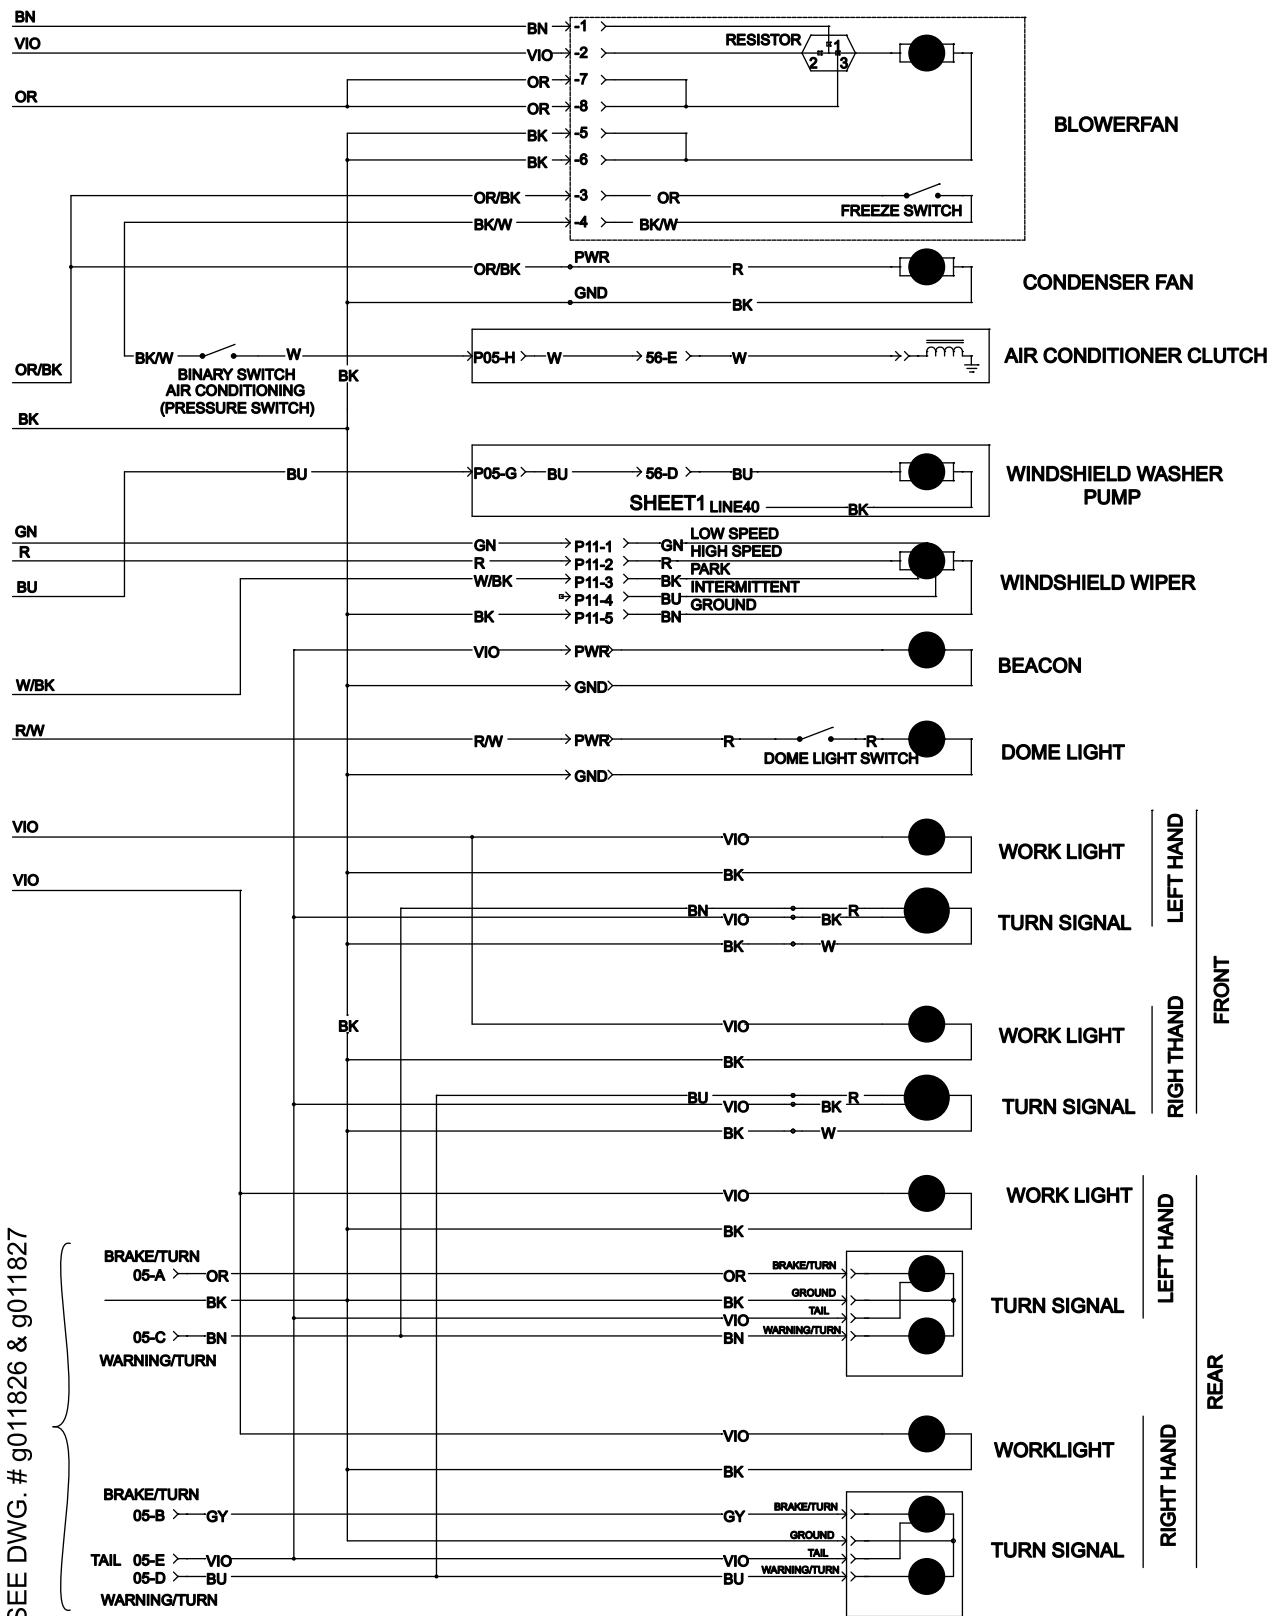 BN
BN -1
VIO
VIO -2
RESISTOR
1
2 3
OR -7
OR
OR -8
BLOWERFAN
BK -5
BK -6
OR/BK -3 OR
FREEZE SWITCH
BK/W -4 BK/W
PWR
OR/BK R
CONDENSER FAN
GND
BK
BK/W W P05-H W 56-E W
AIR CONDITIONER CLUTCH
OR/BK
BINARY SWITCH
AIR CONDITIONING
(PRESSURE SWITCH)
BK
BK
BU P05-G BU 56-D BU
WINDSHIELD WASHER
PUMP
SHEET1 LINE40 BK
GN
GN P11-1 GN LOW SPEED
R
R P11-2 R HIGH SPEED
W/BK P11-3 BK PARK
WINDSHIELD WIPER
BU
P11-4 BU INTERMITTENT
BK P11-5 BN GROUND
VIO PWR
BEACON
W/BK
GND
R/W
R/W PWR R R
DOME LIGHT SWITCH
DOME LIGHT
GND
VIO
VIO
WORK LIGHT
BK
VIO
BN R
VIO BK
TURN SIGNAL
BK W
LEFT HAND
FRONT
BK
VIO
WORK LIGHT
BK
BU R
VIO BK
TURN SIGNAL
BK W
RIGH THAND
VIO
WORK LIGHT
BK
BRAKE/TURN
05-A OR OR BRAKE/TURN
BK BK GROUND
TURN SIGNAL
VIO TAIL
05-C BN BN WARNING/TURN
WARNING/TURN
LEFT HAND
REAR
SEE DWG. # g011826 & g011827
VIO
WORKLIGHT
BK
BRAKE/TURN
05-B GY GY BRAKE/TURN
GROUND
TURN SIGNAL
TAIL 05-E VIO VIO TAIL
05-D BU BU WARNING/TURN
WARNING/TURN
RIGHT HAND